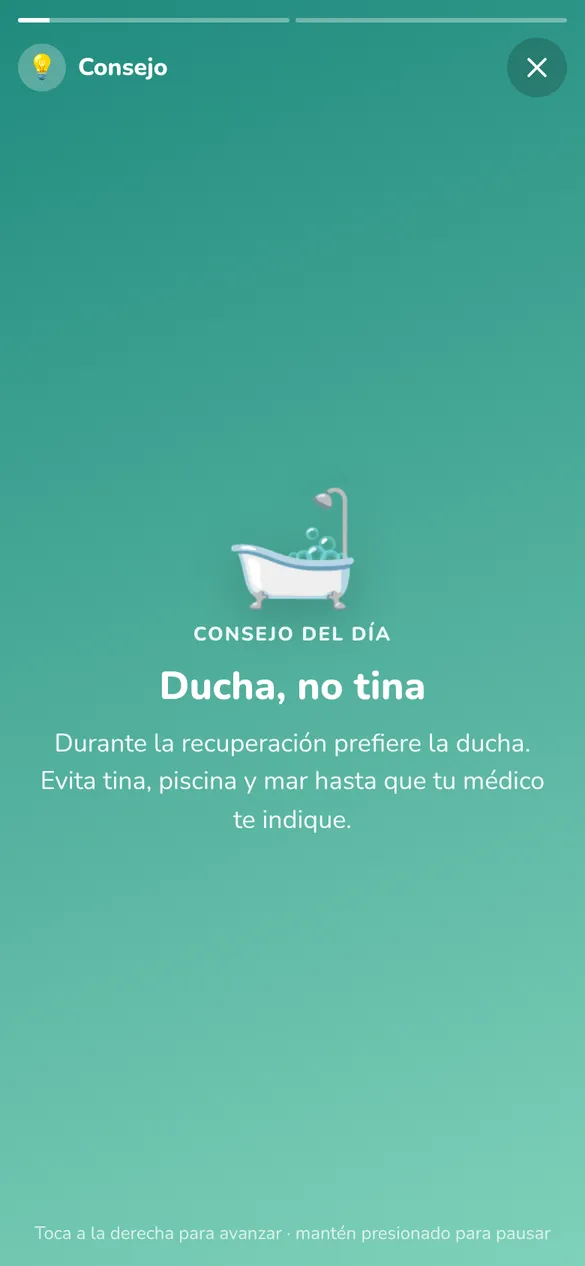 Consejo
CONSEJO DEL DÍA
Ducha, no tina
Durante la recuperación prefiere la ducha.
Evita tina, piscina y mar hasta que tu médico
te indique.
Toca a la derecha para avanzar · mantén presionado para pausar